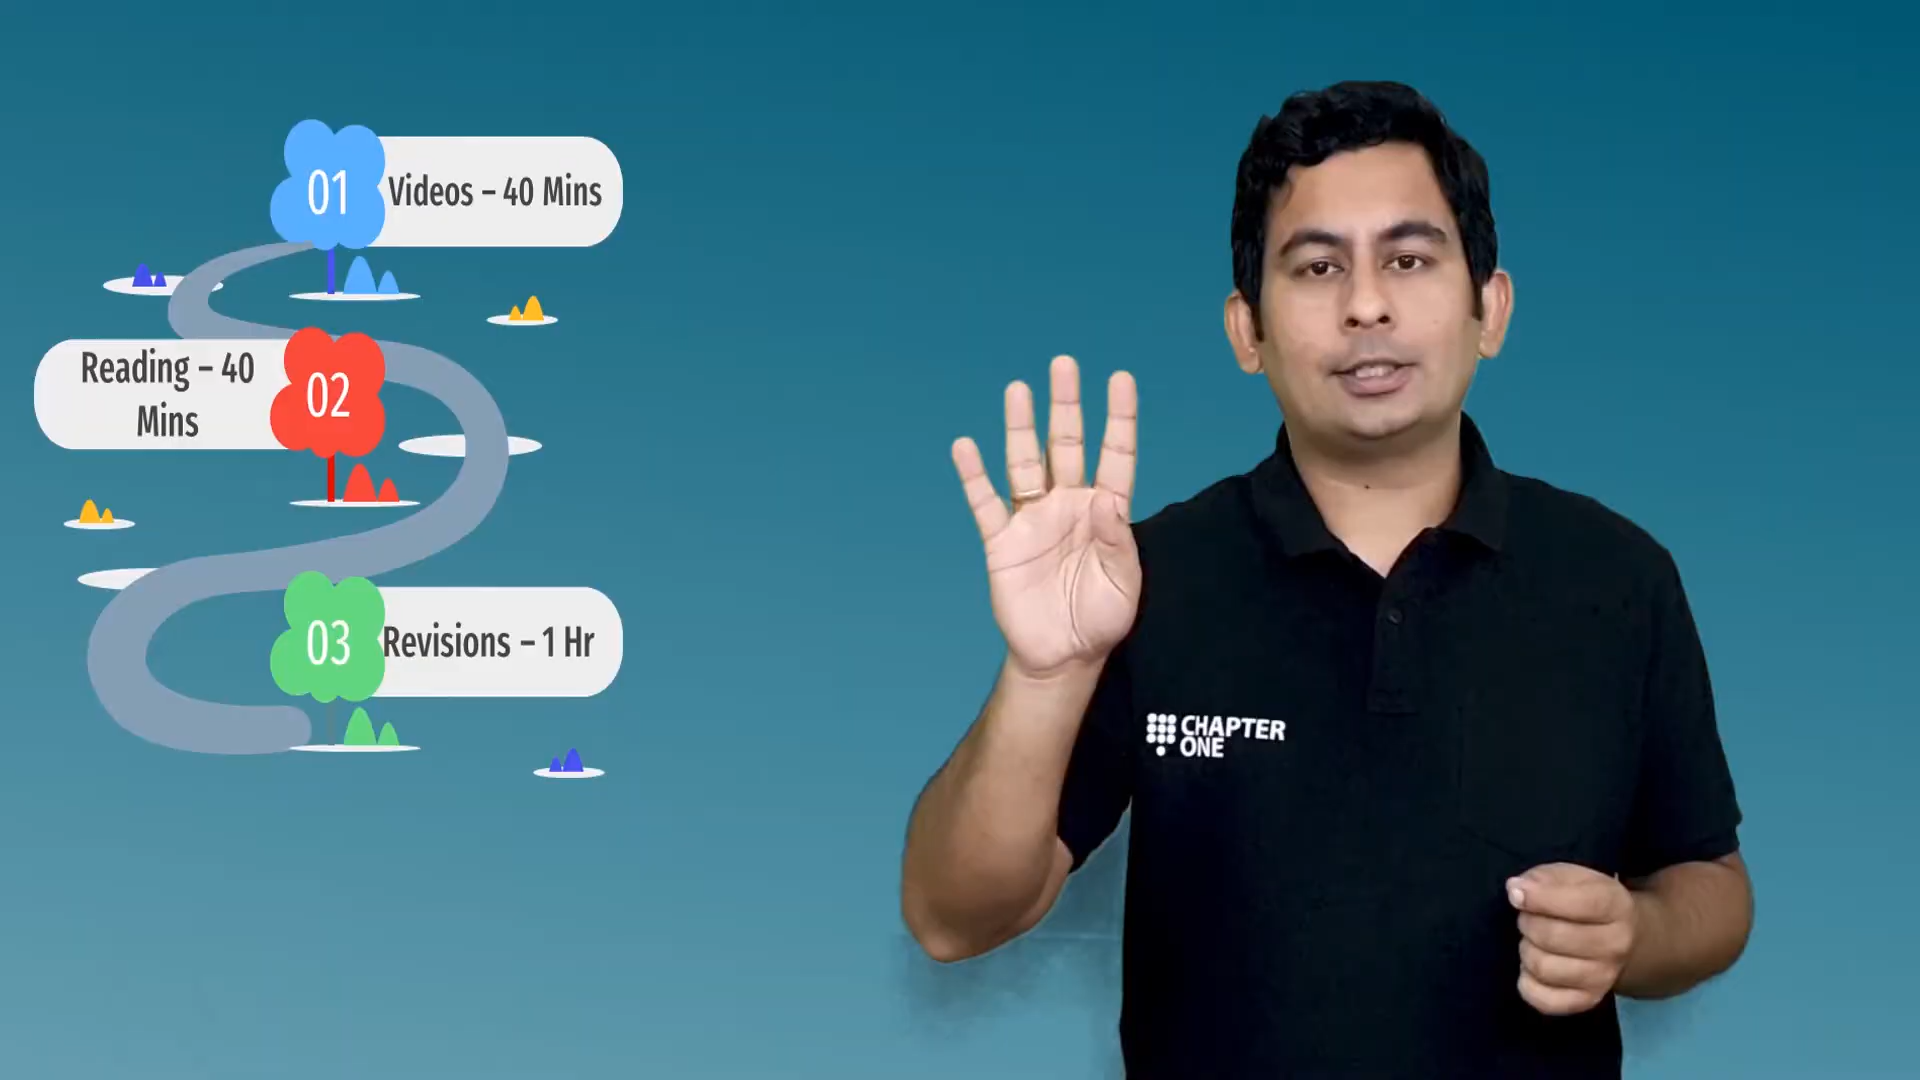 01
Videos – 40 Mins
Reading – 40
Mins
02
03
Revisions – 1 Hr
CHAPTER
ONE